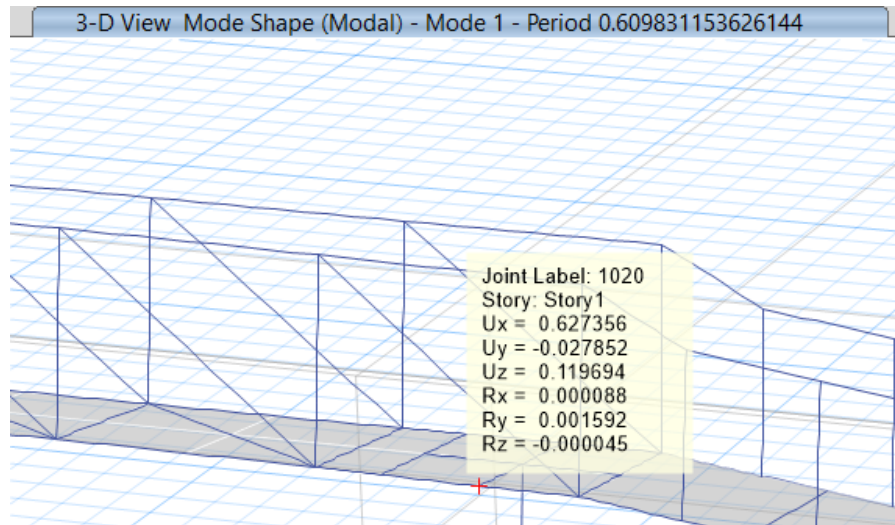 3-D View Mode Shape (Modal) - Mode 1 - Period 0.609831153626144
Joint Label: 1020
Story: Story1
Ux = 0.627356
Uy = -0.027852
Uz = 0.119694
Rx = 0.000088
Ry = 0.001592
Rz = -0.000045